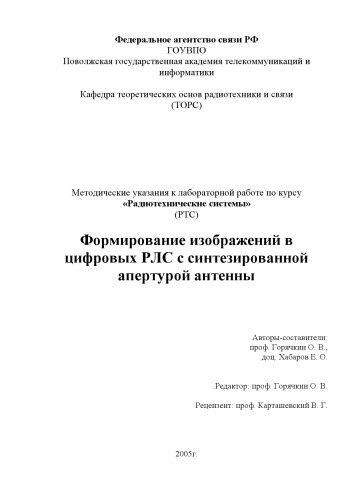 Федеральное агентство связи РФ
ГОУВПО
Поволжская государственная академия телекоммуникаций и
информатики
Кафедра теоретических основ радиотехники и связи
(ТОРС)
Методические указания к лабораторной работе по курсу
«Радиотехнические системы»
(РТС)
Формирование изображений в
цифровых РЛС с синтезированной
апертурой антенны
Авторы-составители:
проф. Горячкин О. В.,
доц. Хабаров Е. О.
Редактор: проф. Горячкин О. В.
Рецензент: проф. Карташевский В. Г.
2005г.